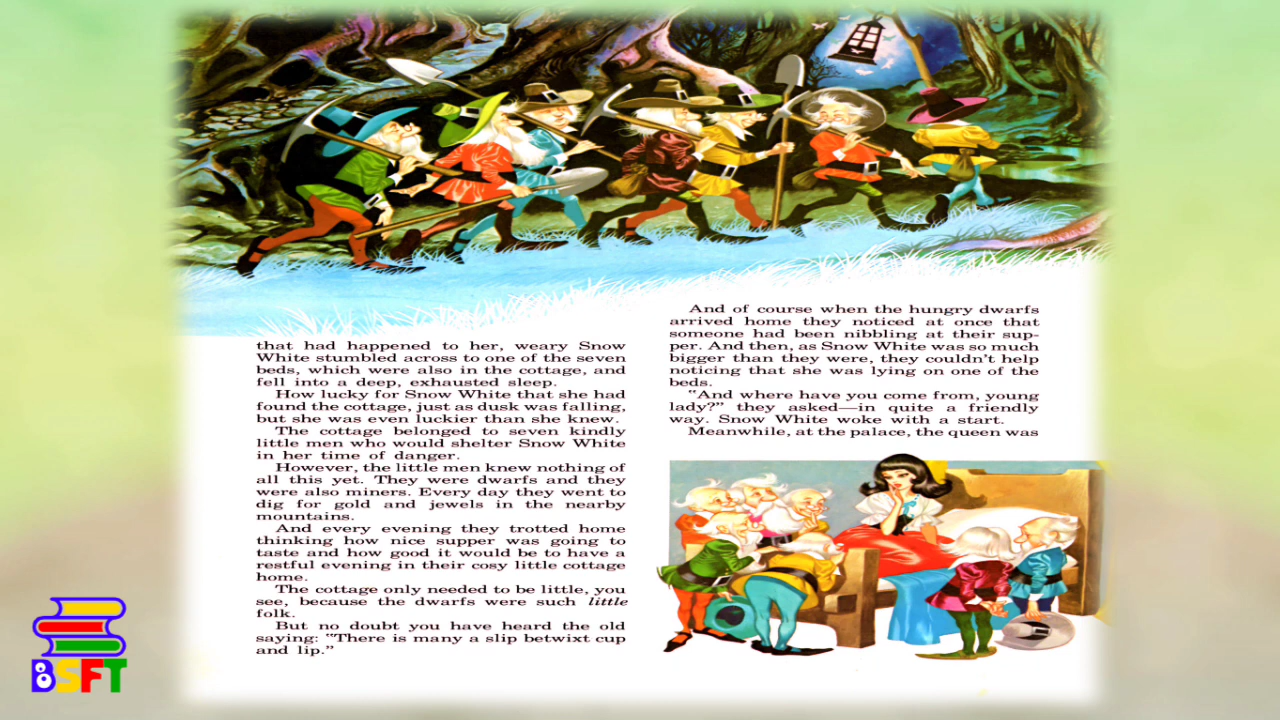 that had happened to her, weary Snow
White stumbled across to one of the seven
beds, which were also in the cottage, and
fell into a deep, exhausted sleep.
How lucky for Snow White that she had
found the cottage, just as dusk was falling,
but she was even luckier than she knew.
The cottage belonged to seven kindly
little men who would shelter Snow White
in her time of danger.
However, the little men knew nothing of
all this yet. They were dwarfs and they
were also miners. Every day they went to
dig for gold and jewels in the nearby
mountains.
And every evening they trotted home
thinking how nice supper was going to
taste and how good it would be to have a
restful evening in their cosy little cottage
home.
The cottage only needed to be little, you
see, because the dwarfs were such little
folk.
But no doubt you have heard the old
saying: "There is many a slip betwixt cup
and lip."
And of course when the hungry dwarfs
arrived home they noticed at once that
someone had been nibbling at their sup-
per. And then, as Snow White was so much
bigger than they were, they couldn't help
noticing that she was lying on one of the
beds.
"And where have you come from, young
lady?" they asked—in quite a friendly
way. Snow White woke with a start.
Meanwhile, at the palace, the queen was
BSFT